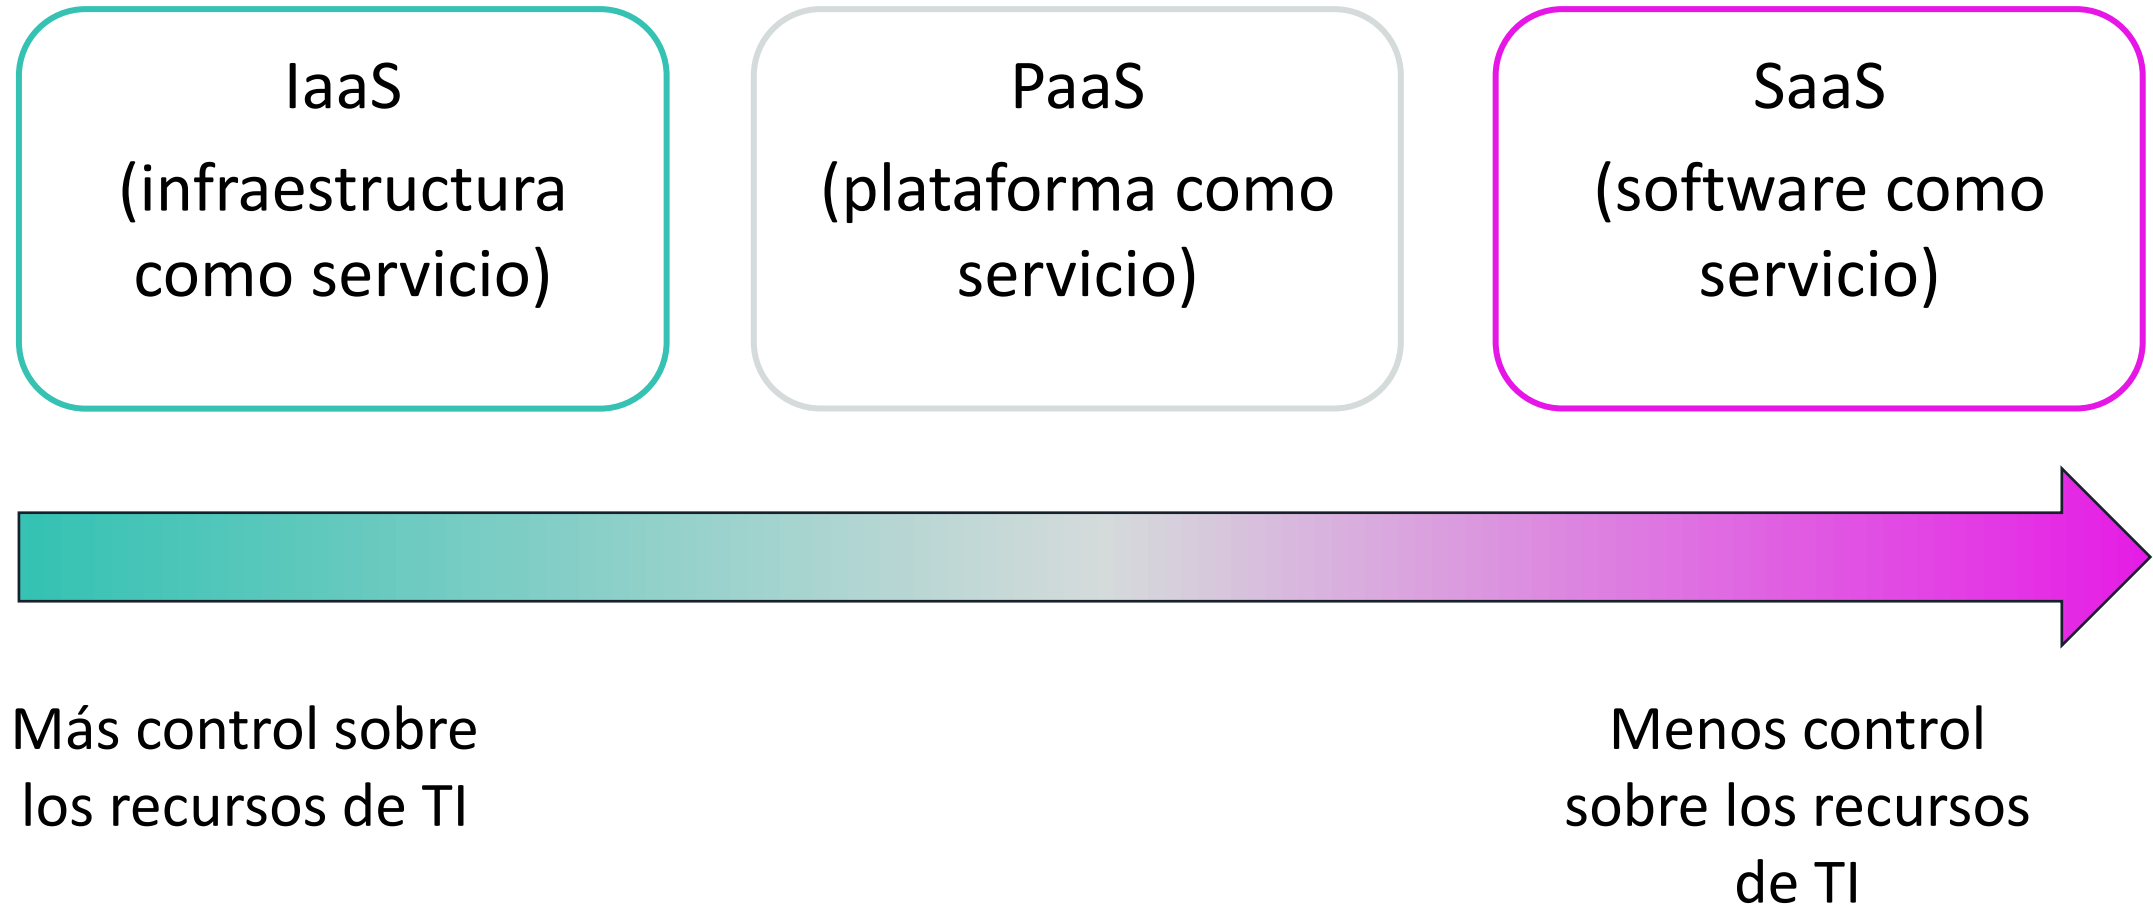 IaaS
(infraestructura
como servicio)
PaaS
(plataforma como
servicio)
SaaS
(software como
servicio)
Más control sobre
los recursos de TI
Menos control
sobre los recursos
de TI